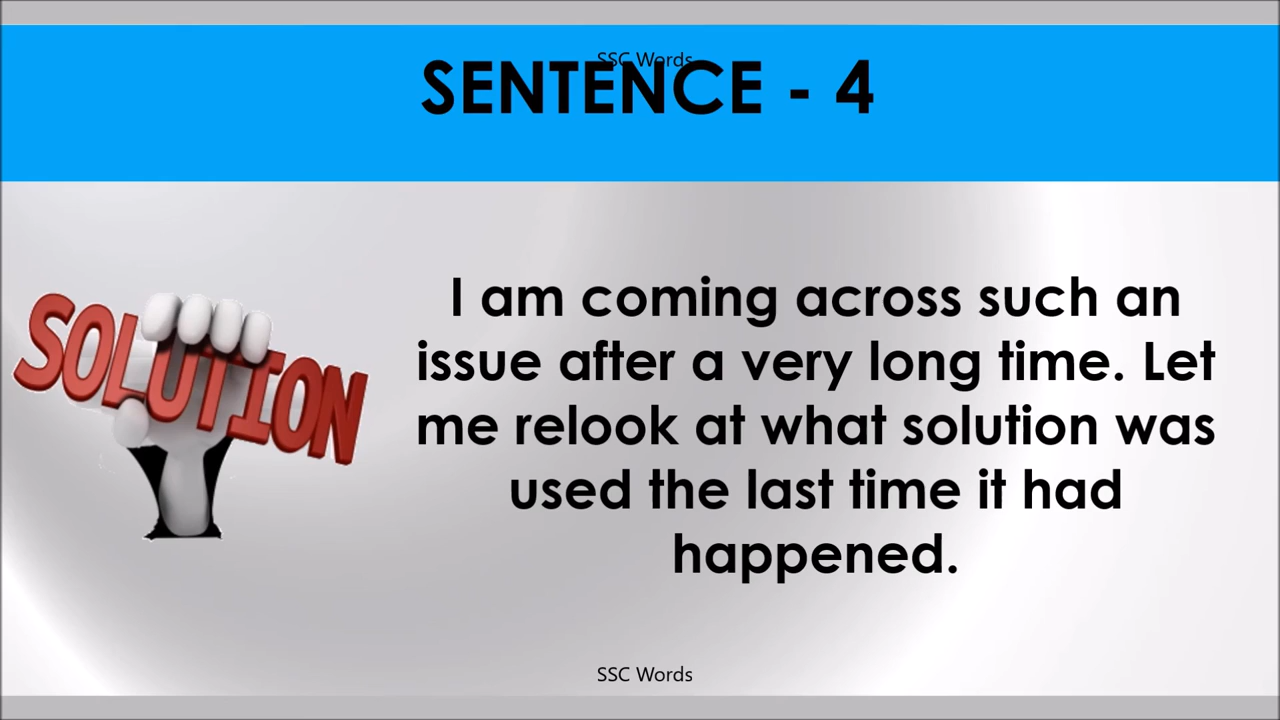 SSC Words
SENTENCE - 4
SOLUTION
I am coming across such an
issue after a very long time. Let
me relook at what solution was
used the last time it had
happened.
SSC Words